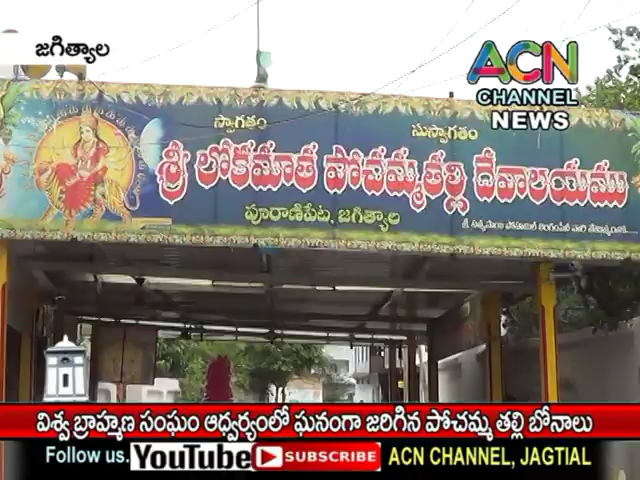 జగిత్యాల
ACN
CHANNEL
NEWS
స్వాగతం సుస్వాగతం
శ్రీ లోకమాత పోచమ్మతల్లి దేవాలయము
పురాణిపేట, జగిత్యాల
విశ్వబ్రాహ్మణ సంఘం ఆధ్వర్యంలో ఘనంగా జరిగిన పోచమ్మ తల్లి బోనాలు
Follow us. YouTube SUBSCRIBE ACN CHANNEL, JAGTIAL